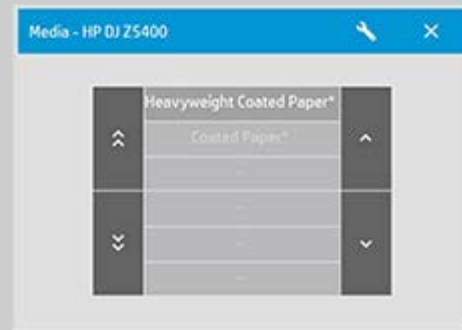 Media - HP DJ Z5400
Heavyweight Coated Paper*
Coated Paper*
--
--
--
--